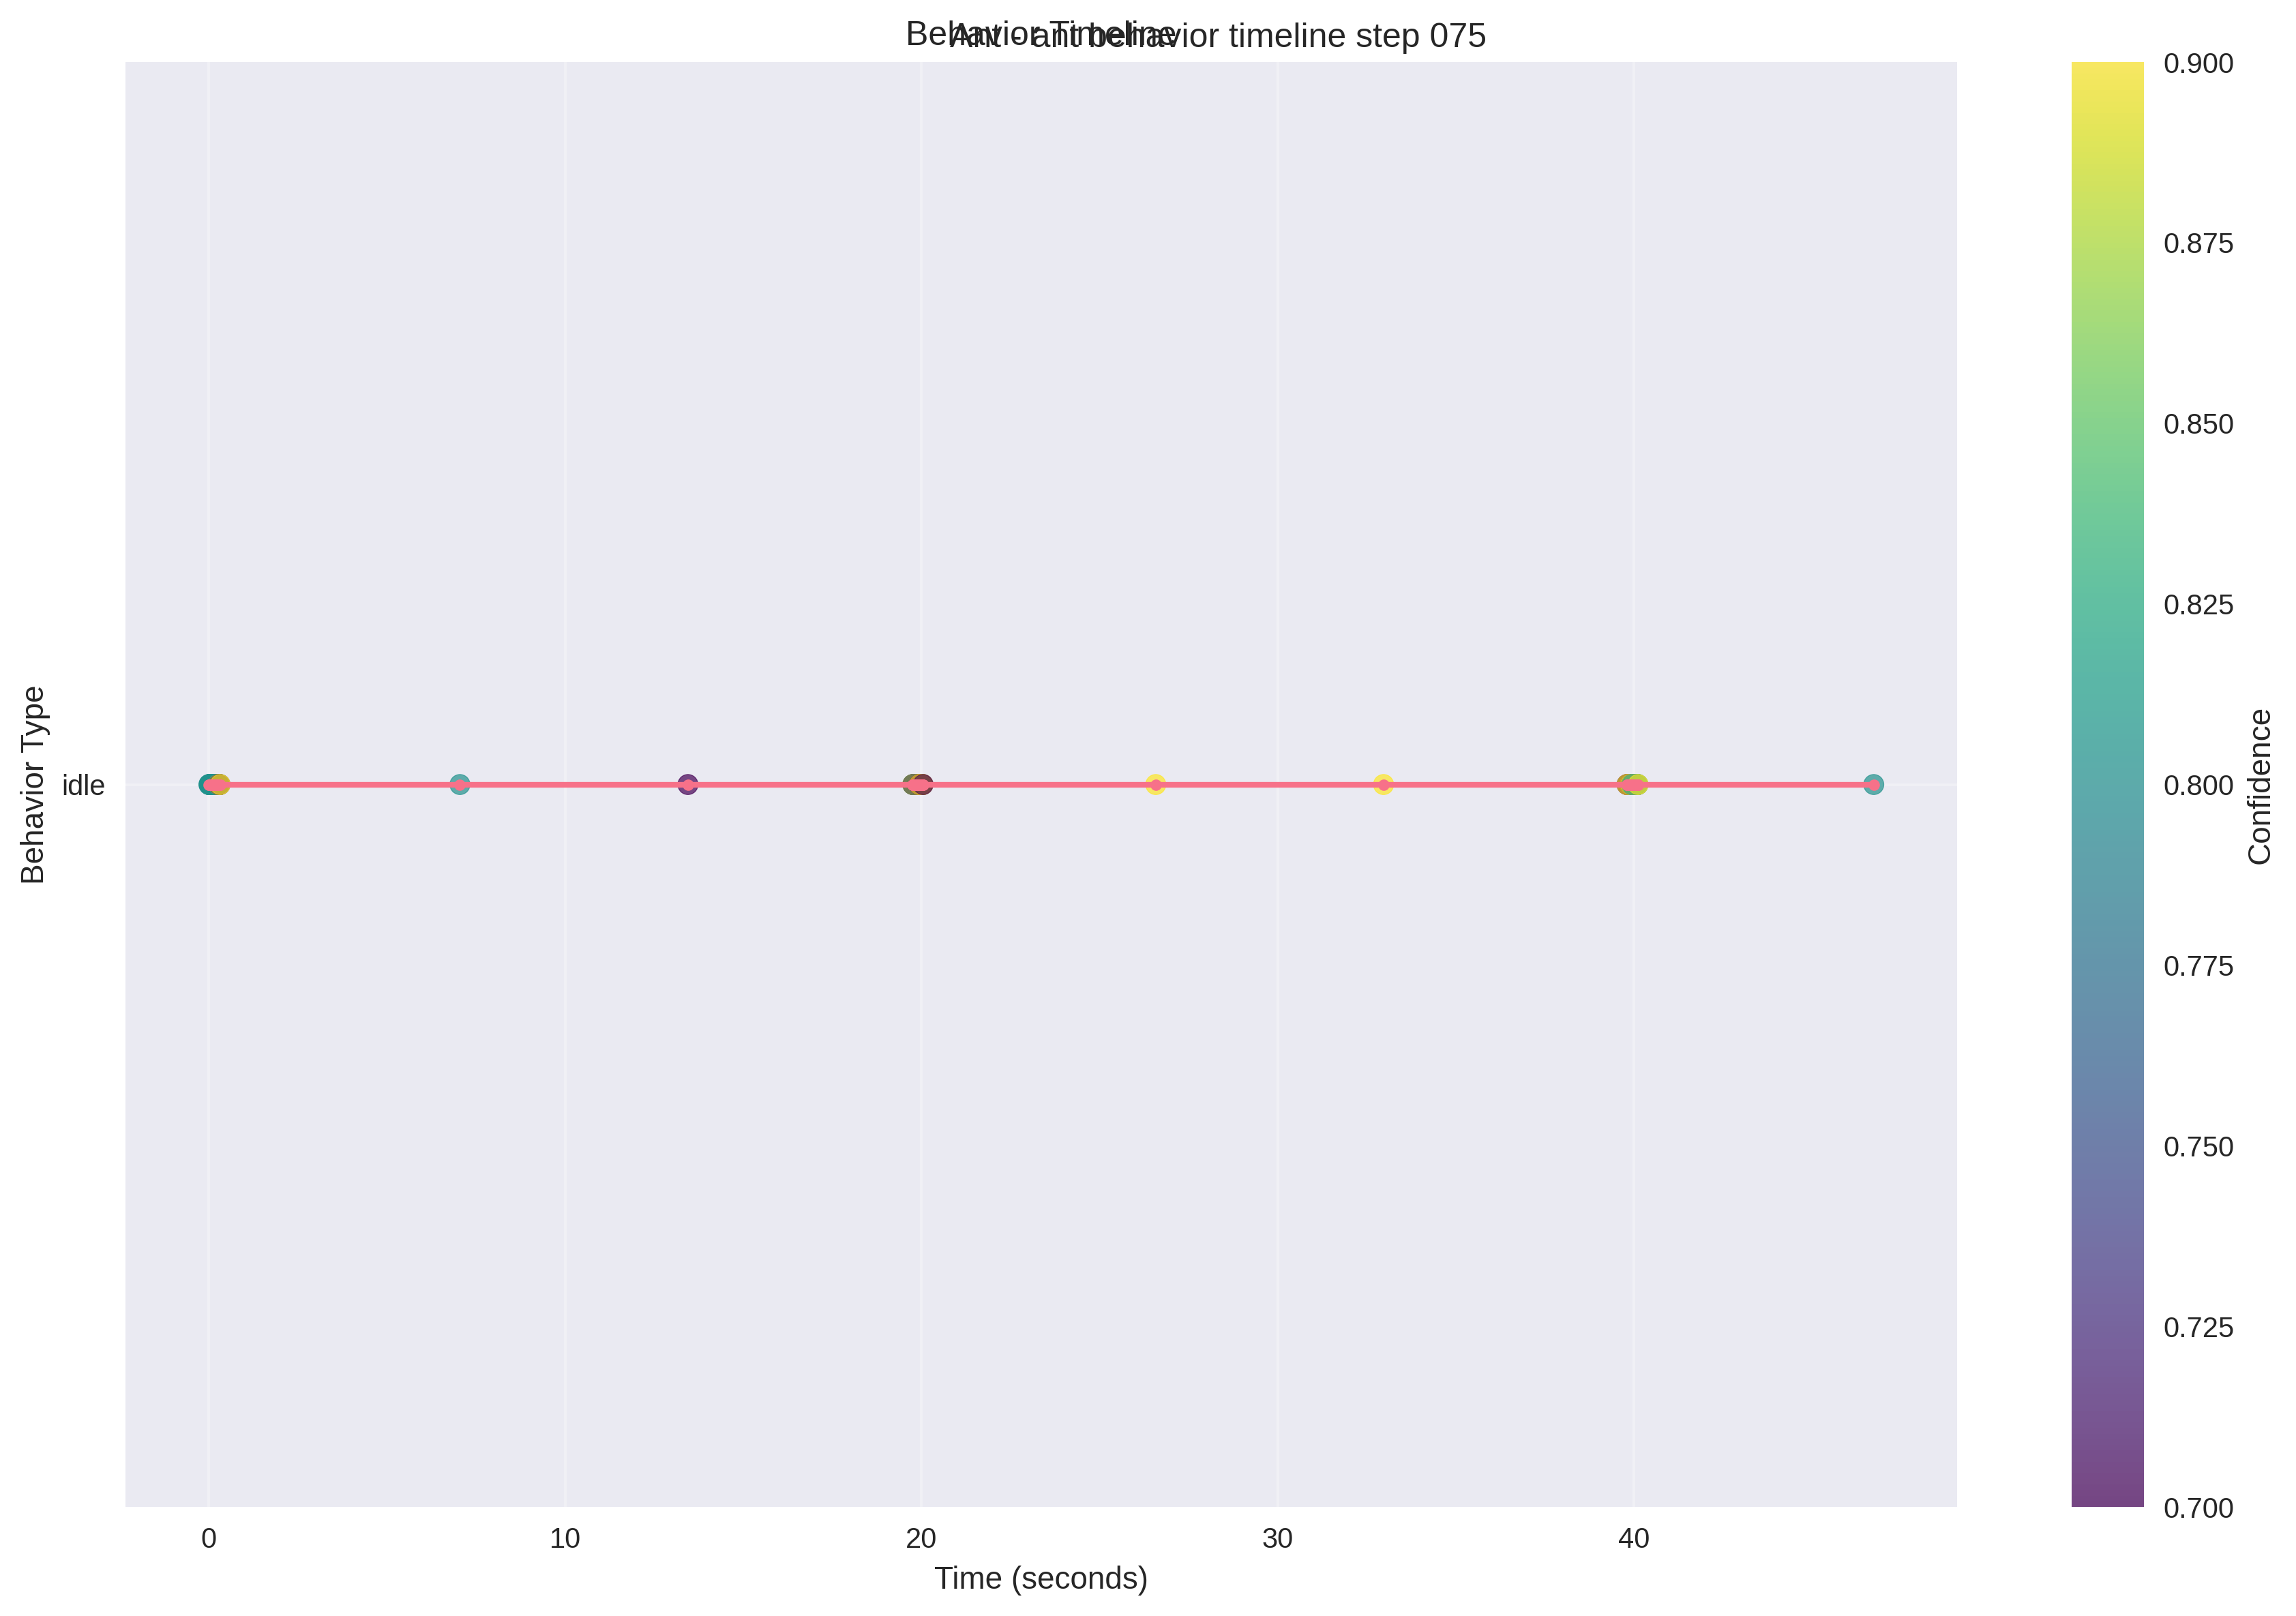 Behavior Timeline
Ant - ant behavior timeline step 075
0.900
0.875
0.850
0.825
0.800
0.775
0.750
0.725
0.700
Confidence
Behavior Type
idle
0
10
20
30
40
Time (seconds)